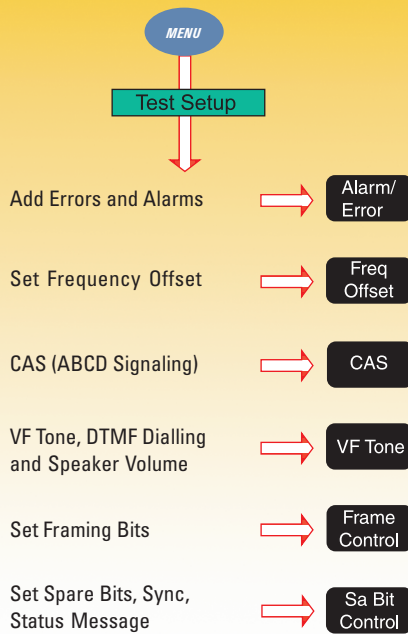 MENU
Test Setup
Add Errors and Alarms
Alarm/
Error
Set Frequency Offset
Freq
Offset
CAS (ABCD Signaling)
CAS
VF Tone, DTMF Dialling
and Speaker Volume
VF Tone
Set Framing Bits
Frame
Control
Set Spare Bits, Sync,
Status Message
Sa Bit
Control